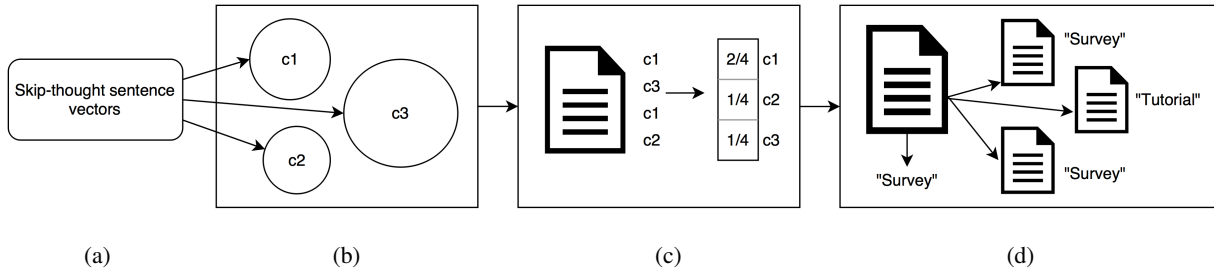 Skip-thought sentence
vectors
c1
c3
c2
c1
c3
c1
c2
2/4 c1
1/4 c2
1/4 c3
"Survey"
"Tutorial"
"Survey"
"Survey"
(a) (b) (c) (d)